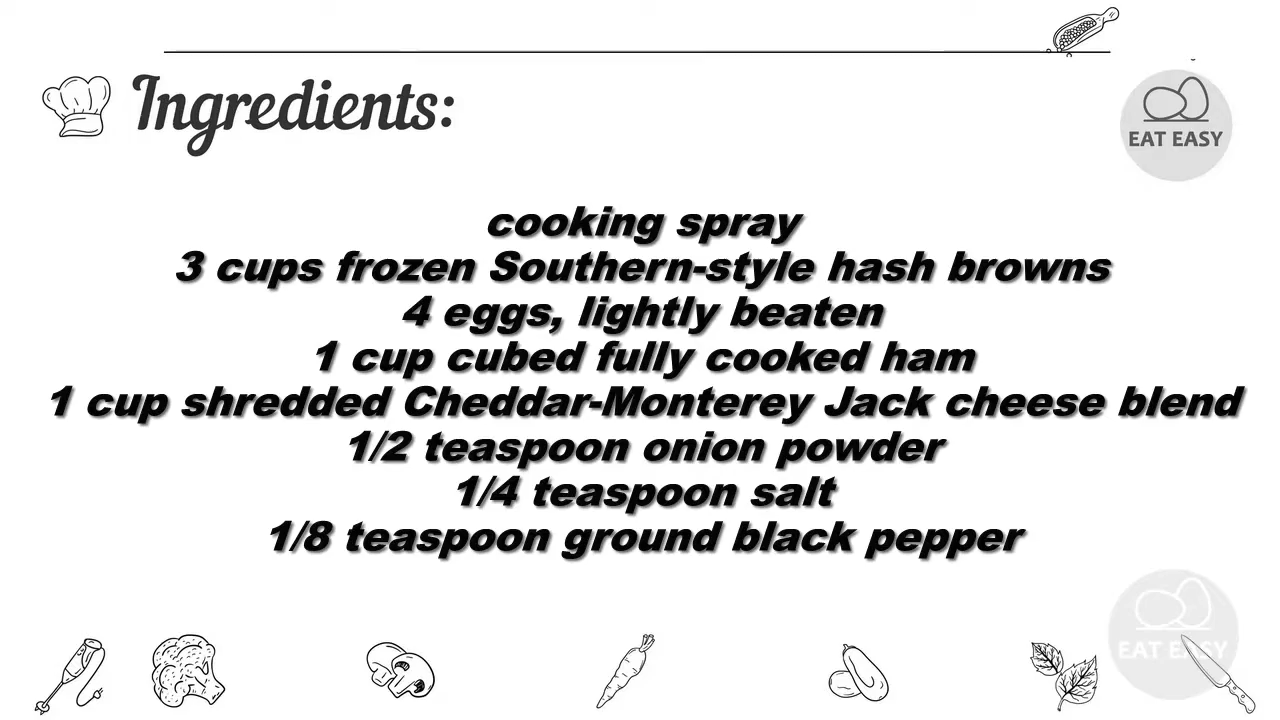 Ingredients:
EAT EASY
cooking spray
3 cups frozen Southern-style hash browns
4 eggs, lightly beaten
1 cup cubed fully cooked ham
1 cup shredded Cheddar-Monterey Jack cheese blend
1/2 teaspoon onion powder
1/4 teaspoon salt
1/8 teaspoon ground black pepper
EAT EASY